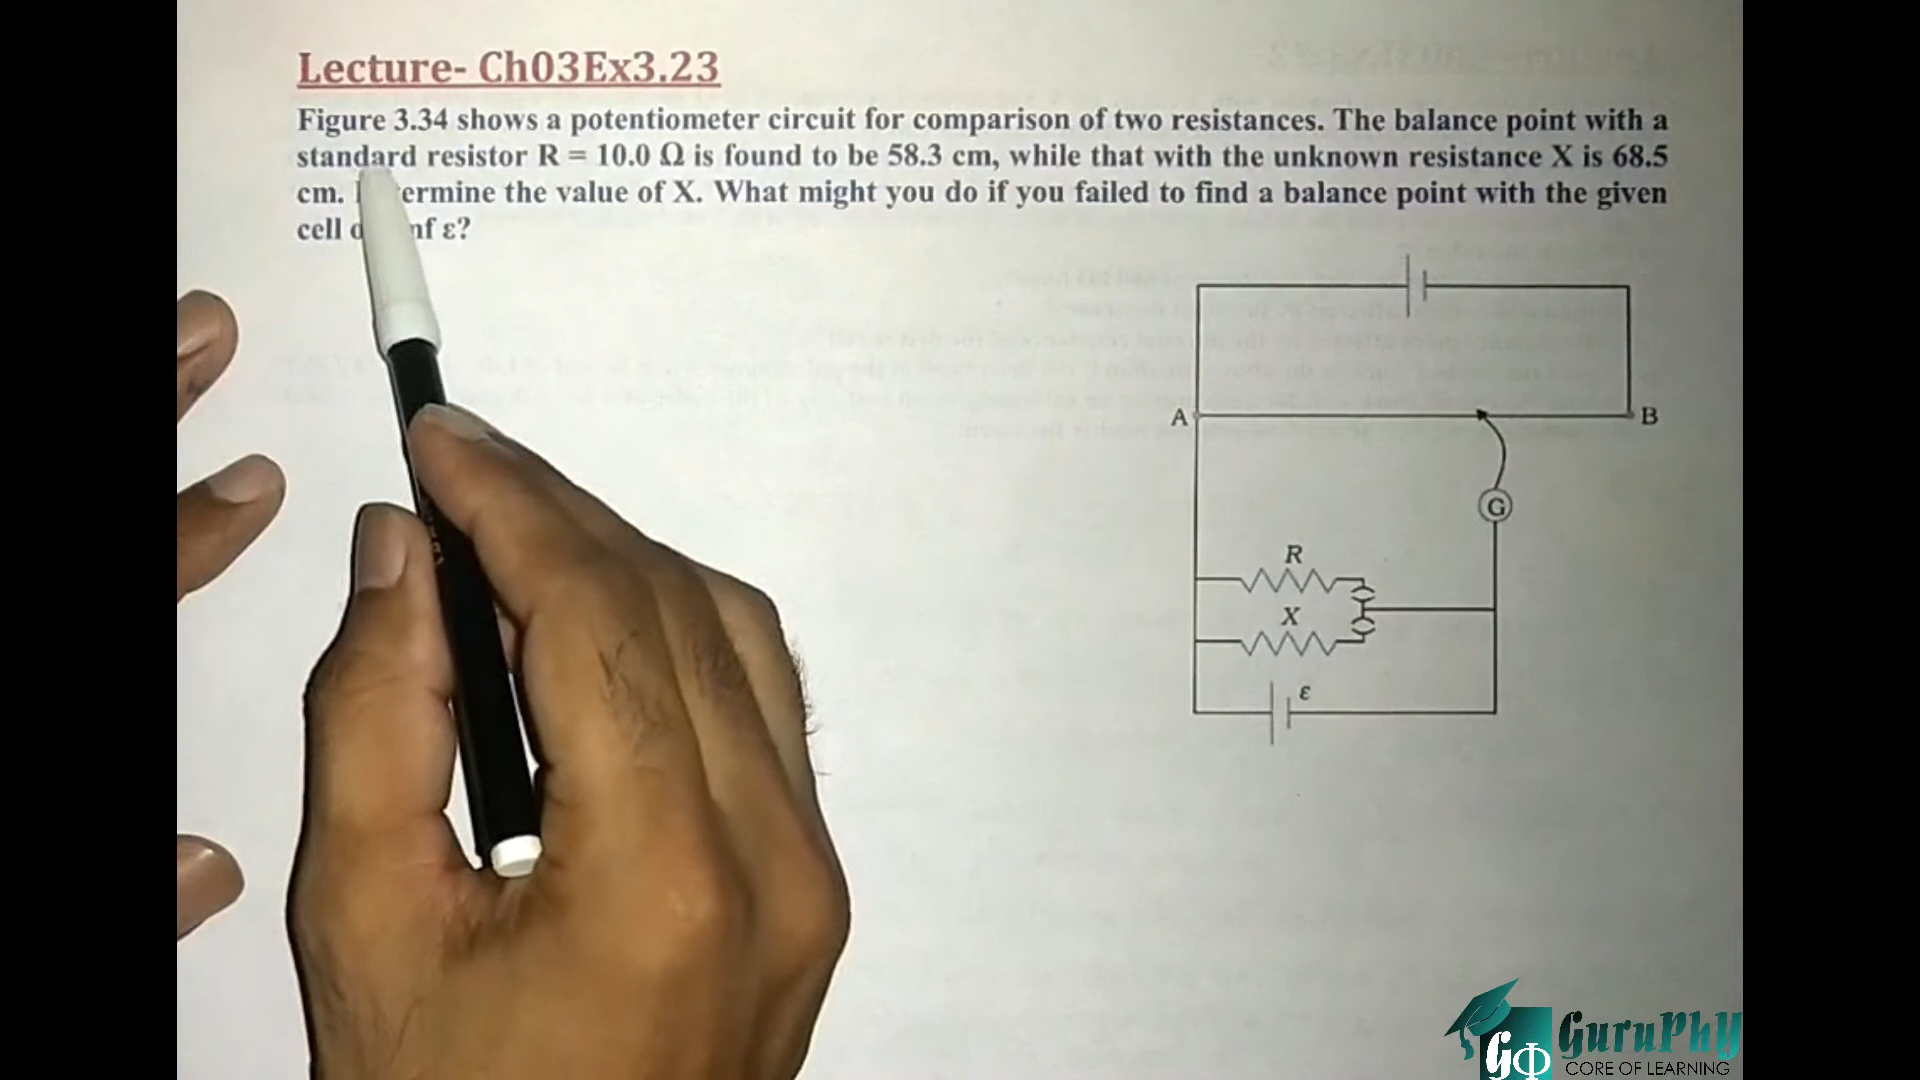 Lecture- Ch03Ex3.23
Figure 3.34 shows a potentiometer circuit for comparison of two resistances. The balance point with a
standard resistor R = 10.0 Ω is found to be 58.3 cm, while that with the unknown resistance X is 68.5
cm. the value of X. What might you do if you failed to find a balance point with the given
cell ε?
A
B
G
R
X
ε
GΦ GuruPhy
CORE OF LEARNING